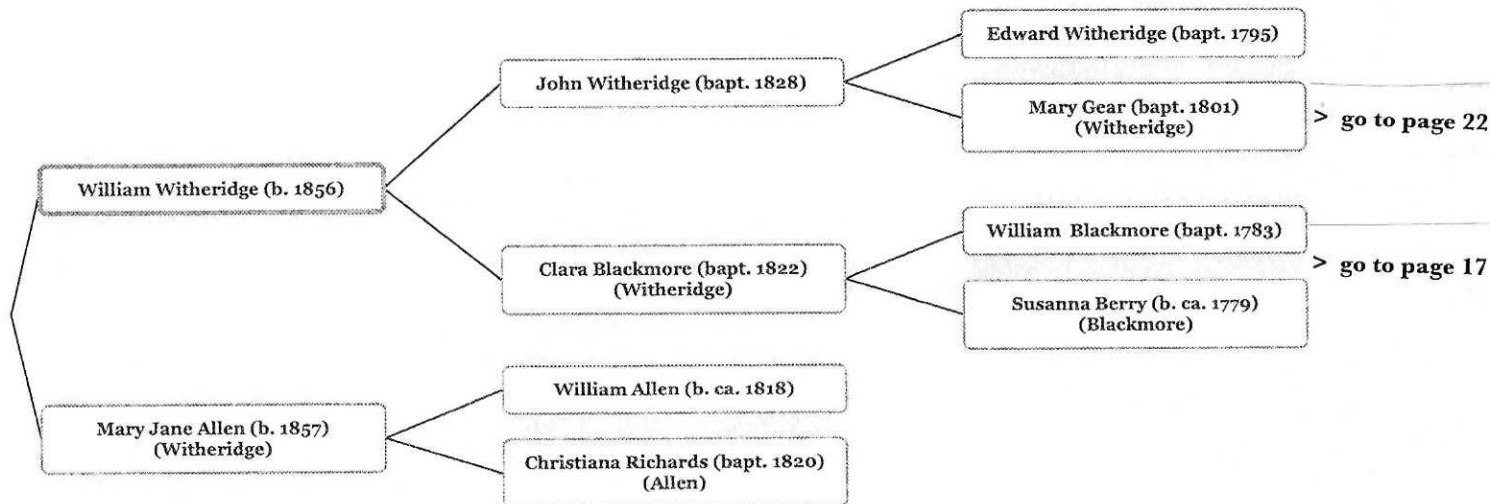 Edward Witheridge (bapt. 1795)
John Witheridge (bapt. 1828)
Mary Gear (bapt. 1801)
(Witheridge)
> go to page 22
William Witheridge (b. 1856)
William Blackmore (bapt. 1783)
Clara Blackmore (bapt. 1822)
(Witheridge)
> go to page 17
Susanna Berry (b. ca. 1779)
(Blackmore)
William Allen (b. ca. 1818)
Mary Jane Allen (b. 1857)
(Witheridge)
Christiana Richards (bapt. 1820)
(Allen)